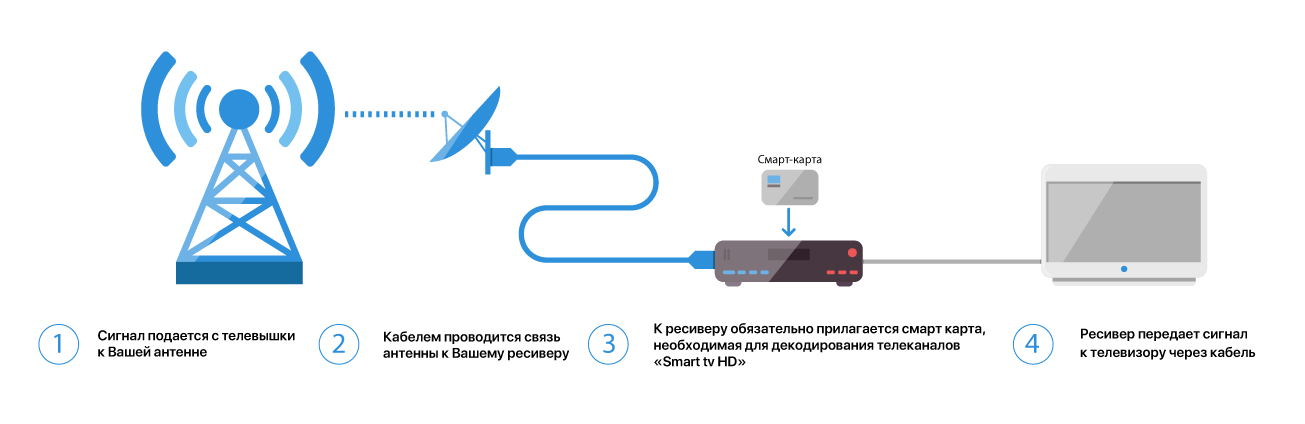 Смарт-карта
1
Сигнал подается с телевышки
к Вашей антенне
2
Кабелем проводится связь
антенны к Вашему ресиверу
3
К ресиверу обязательно прилагается смарт карта,
необходимая для декодирования телеканалов
«Smart tv HD»
4
Ресивер передает сигнал
к телевизору через кабель